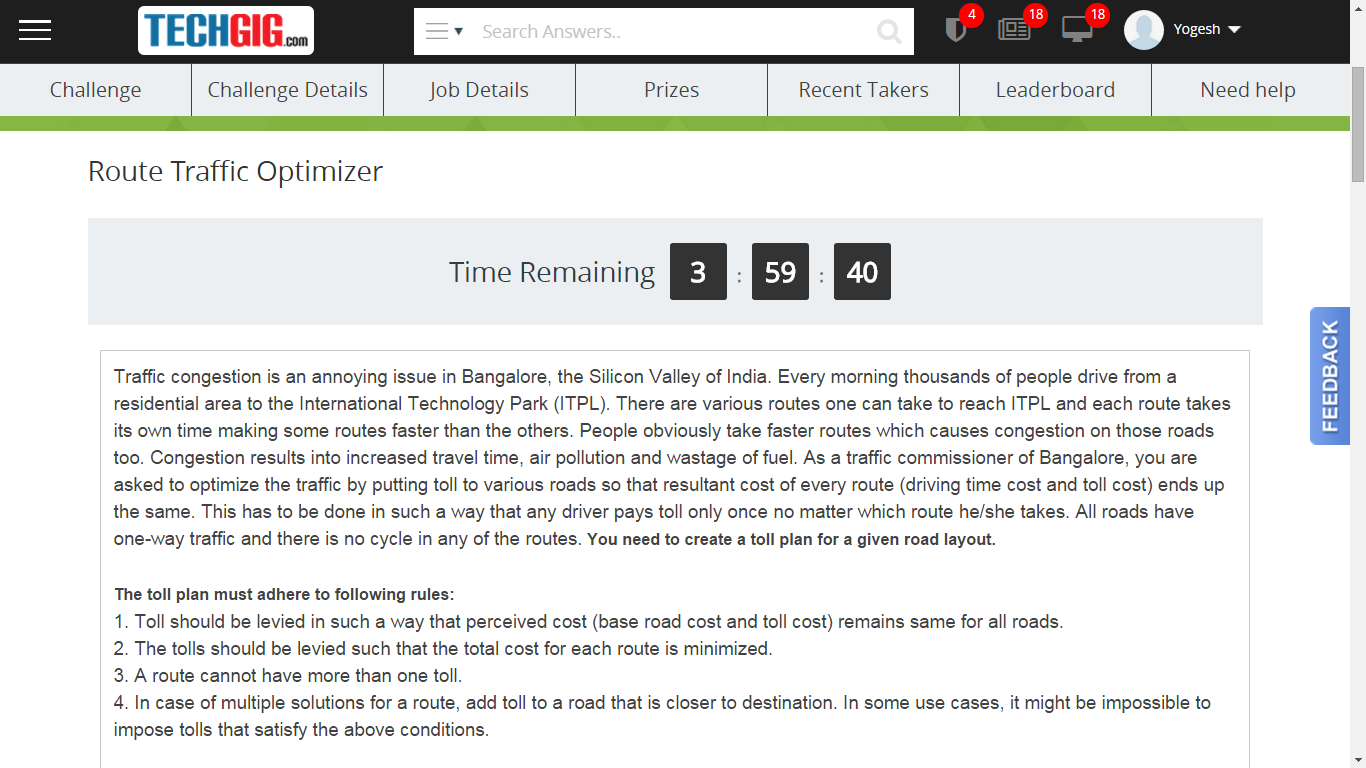 TECHGIG.com
Search Answers..
4
18
18
Yogesh
Challenge
Challenge Details
Job Details
Prizes
Recent Takers
Leaderboard
Need help
Route Traffic Optimizer
Time Remaining 3 : 59 : 40
FEEDBACK
Traffic congestion is an annoying issue in Bangalore, the Silicon Valley of India. Every morning thousands of people drive from a
residential area to the International Technology Park (ITPL). There are various routes one can take to reach ITPL and each route takes
its own time making some routes faster than the others. People obviously take faster routes which causes congestion on those roads
too. Congestion results into increased travel time, air pollution and wastage of fuel. As a traffic commissioner of Bangalore, you are
asked to optimize the traffic by putting toll to various roads so that resultant cost of every route (driving time cost and toll cost) ends up
the same. This has to be done in such a way that any driver pays toll only once no matter which route he/she takes. All roads have
one-way traffic and there is no cycle in any of the routes. You need to create a toll plan for a given road layout.
The toll plan must adhere to following rules:
1. Toll should be levied in such a way that perceived cost (base road cost and toll cost) remains same for all roads.
2. The tolls should be levied such that the total cost for each route is minimized.
3. A route cannot have more than one toll.
4. In case of multiple solutions for a route, add toll to a road that is closer to destination. In some use cases, it might be impossible to
impose tolls that satisfy the above conditions.